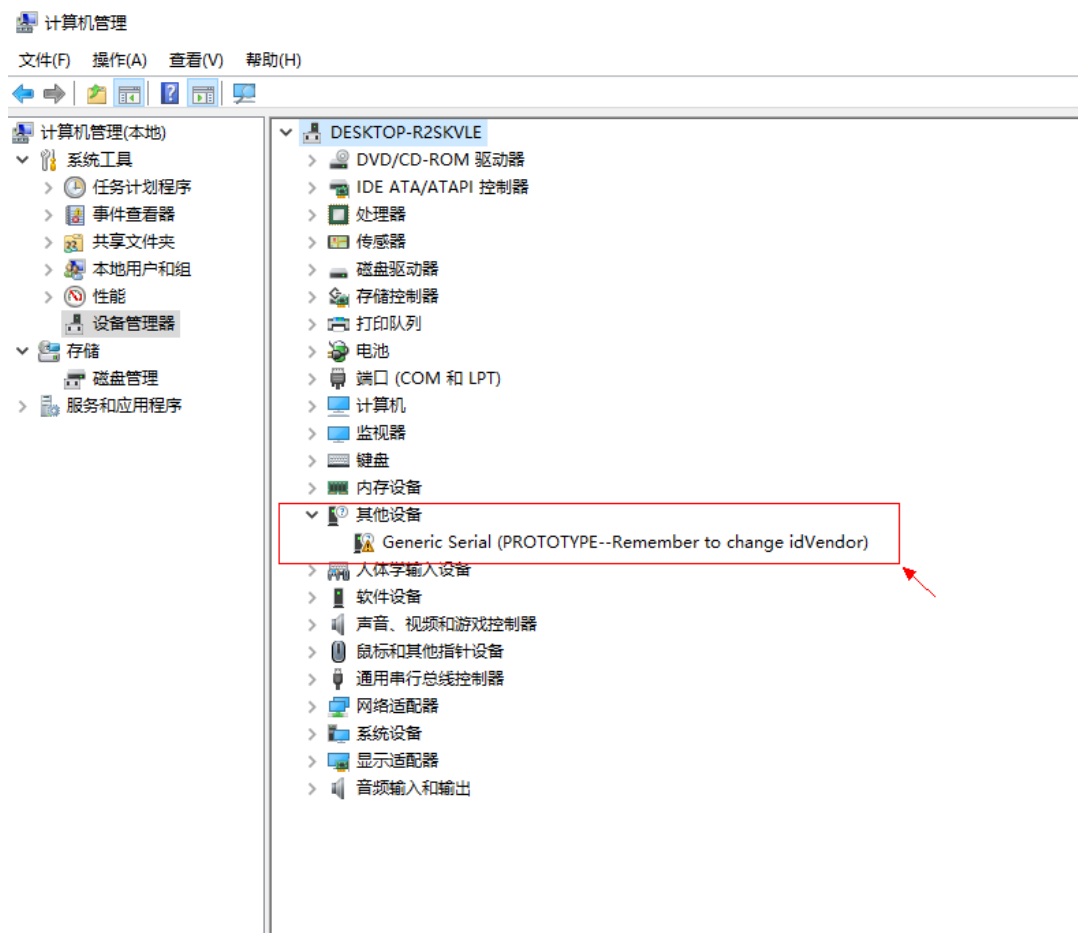 计算机管理
文件(F) 操作(A) 查看(V) 帮助(H)
计算机管理(本地)
系统工具
任务计划程序
事件查看器
共享文件夹
本地用户和组
性能
设备管理器
存储
磁盘管理
服务和应用程序
DESKTOP-R2SKVLE
DVD/CD-ROM 驱动器
IDE ATA/ATAPI 控制器
处理器
传感器
磁盘驱动器
存储控制器
打印队列
电池
端口 (COM 和 LPT)
计算机
监视器
键盘
内存设备
其他设备
Generic Serial (PROTOTYPE--Remember to change idVendor)
人体学输入设备
软件设备
声音、视频和游戏控制器
鼠标和其他指针设备
通用串行总线控制器
网络适配器
系统设备
显示适配器
音频输入和输出